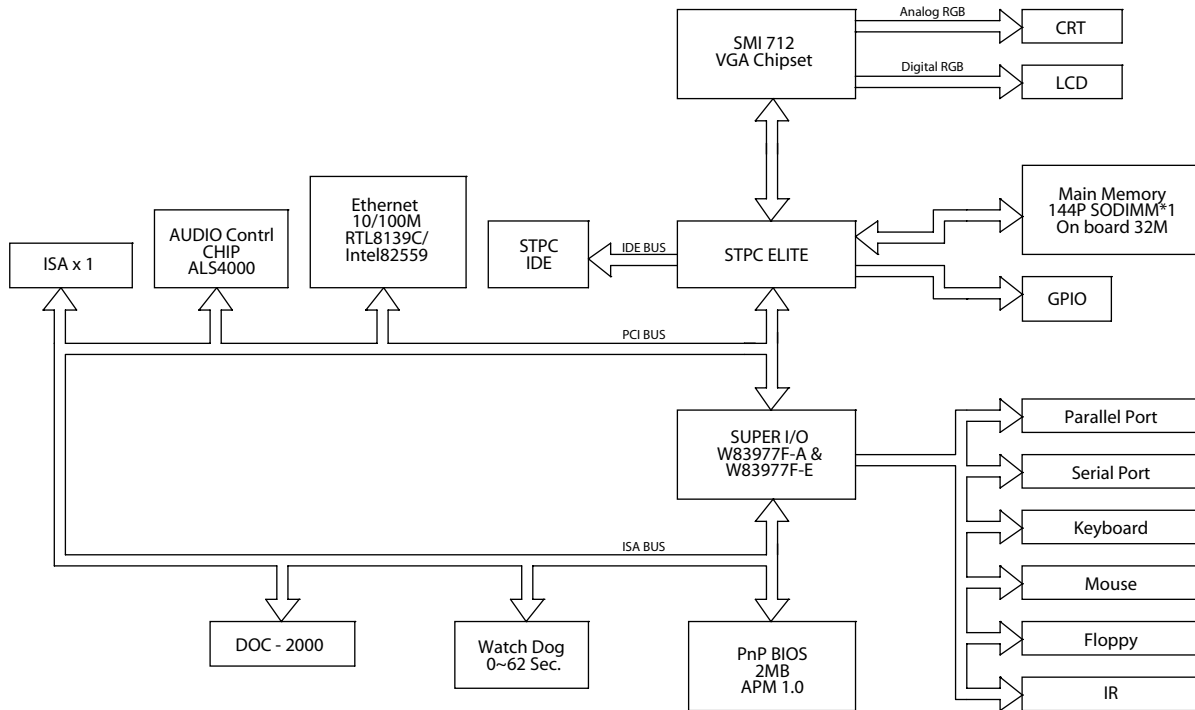 Analog RGB
SMI 712
VGA Chipset
CRT
Digital RGB
LCD
Main Memory
144P SODIMM*1
On board 32M
Ethernet
10/100M
RTL8139C/
Intel82559
AUDIO Contrl
CHIP
ALS4000
ISA x 1
STPC
IDE
IDE BUS
STPC ELITE
GPIO
PCI BUS
SUPER I/O
W83977F-A &
W83977F-E
Parallel Port
Serial Port
Keyboard
Mouse
Floppy
IR
ISA BUS
DOC - 2000
Watch Dog
0~62 Sec.
PnP BIOS
2MB
APM 1.0